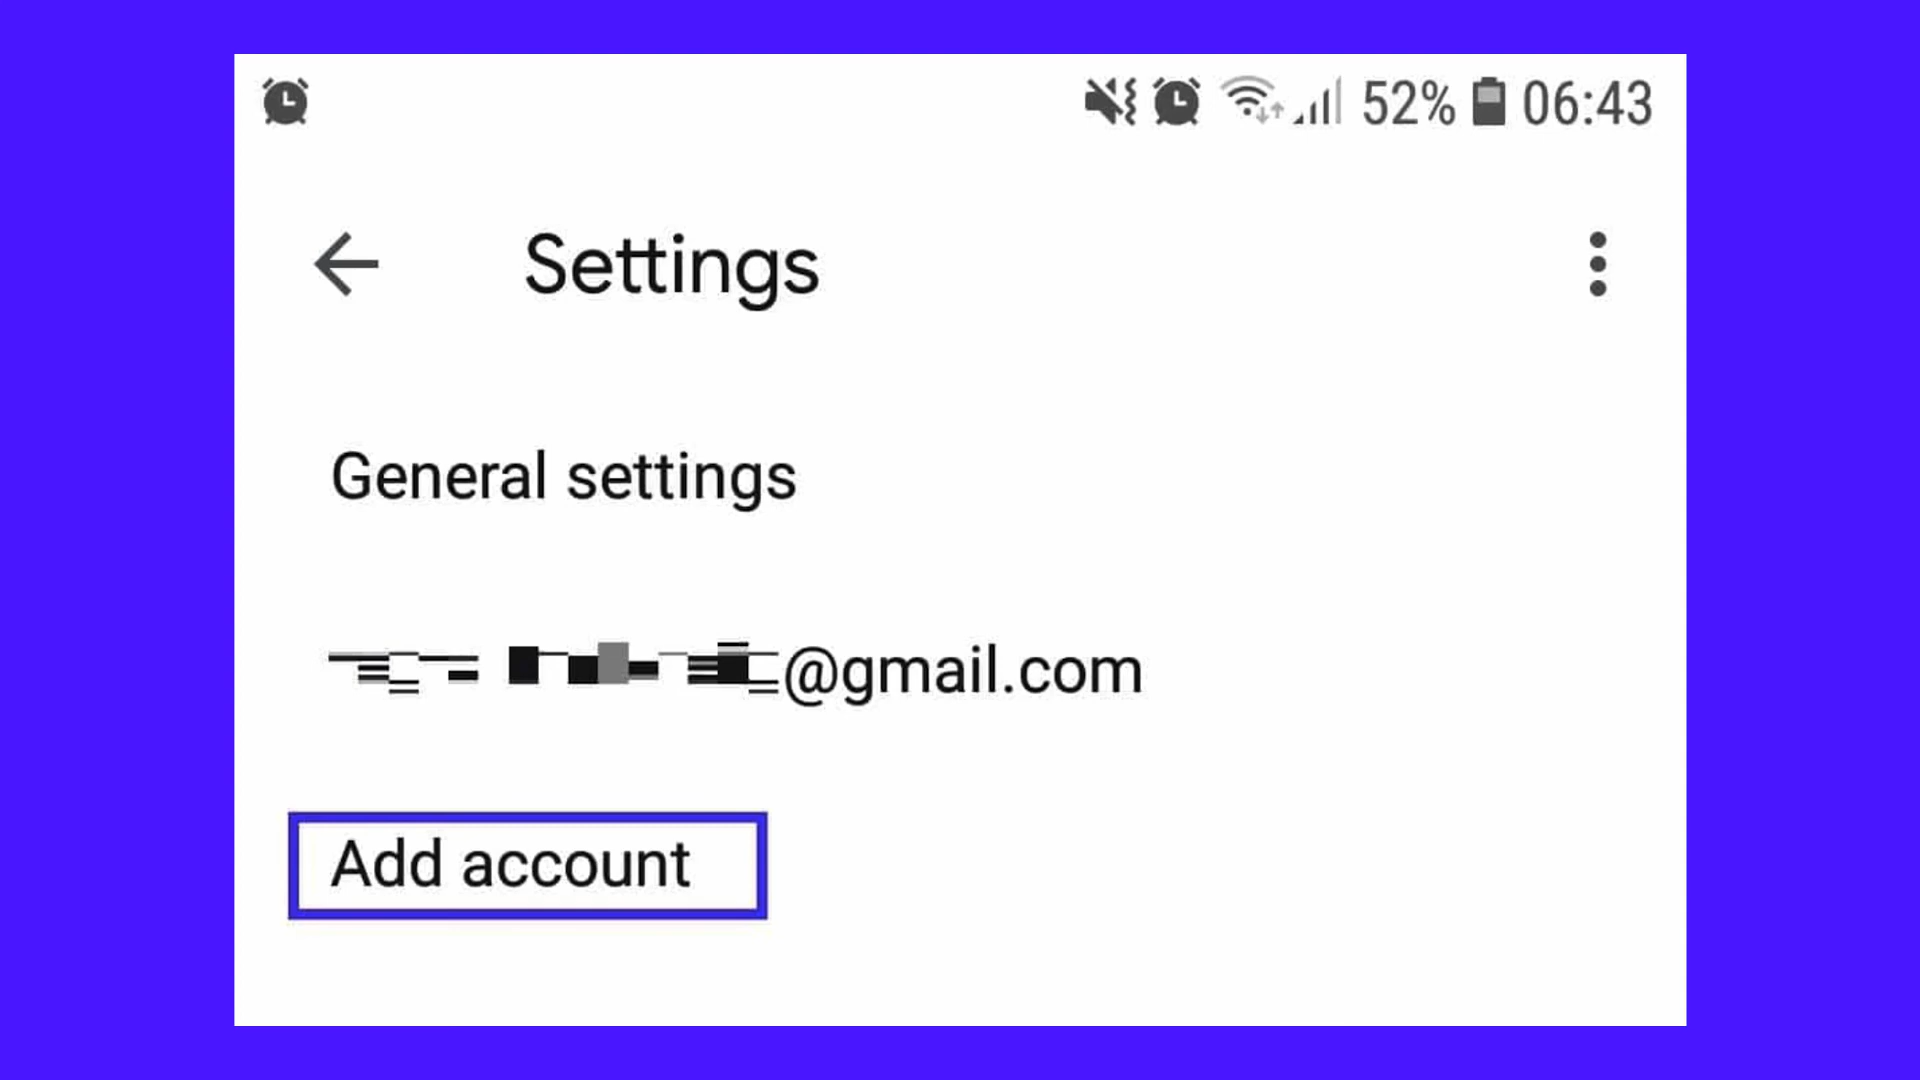 52% 06:43
Settings
General settings
@gmail.com
Add account